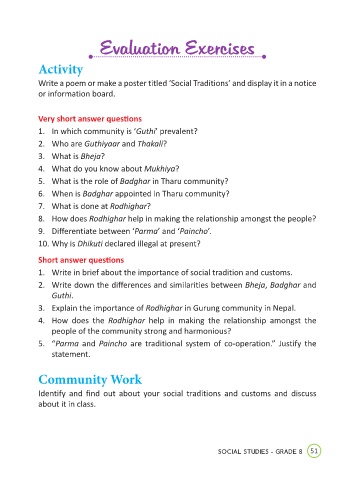 Evaluation Exercises
Activity
Write a poem or make a poster titled ‘Social Traditions’ and display it in a notice
or information board.
Very short answer questions
1. In which community is ‘Guthi’ prevalent?
2. Who are Guthiyaar and Thakali?
3. What is Bheja?
4. What do you know about Mukhiya?
5. What is the role of Badghar in Tharu community?
6. When is Badghar appointed in Tharu community?
7. What is done at Rodhighar?
8. How does Rodhighar help in making the relationship amongst the people?
9. Differentiate between ‘Parma’ and ‘Paincho’.
10. Why is Dhikuti declared illegal at present?
Short answer questions
1. Write in brief about the importance of social tradition and customs.
2. Write down the differences and similarities between Bheja, Badghar and
Guthi.
3. Explain the importance of Rodhighar in Gurung community in Nepal.
4. How does the Rodhighar help in making the relationship amongst the
people of the community strong and harmonious?
5. “Parma and Paincho are traditional system of co-operation.” Justify the
statement.
Community Work
Identify and find out about your social traditions and customs and discuss
about it in class.
SOCIAL STUDIES - GRADE 8 51